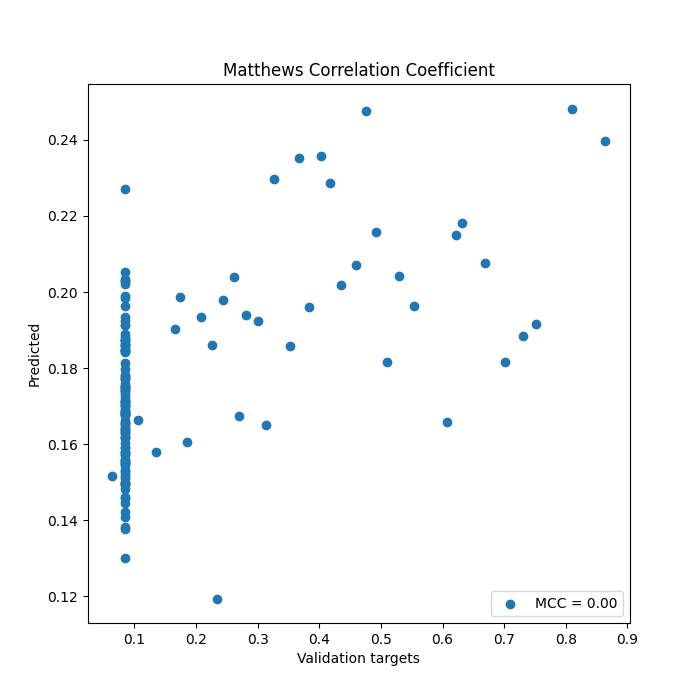 Matthews Correlation Coefficient
Predicted
0.24
0.22
0.20
0.18
0.16
0.14
0.12
MCC = 0.00
0.1 0.2 0.3 0.4 0.5 0.6 0.7 0.8 0.9
Validation targets